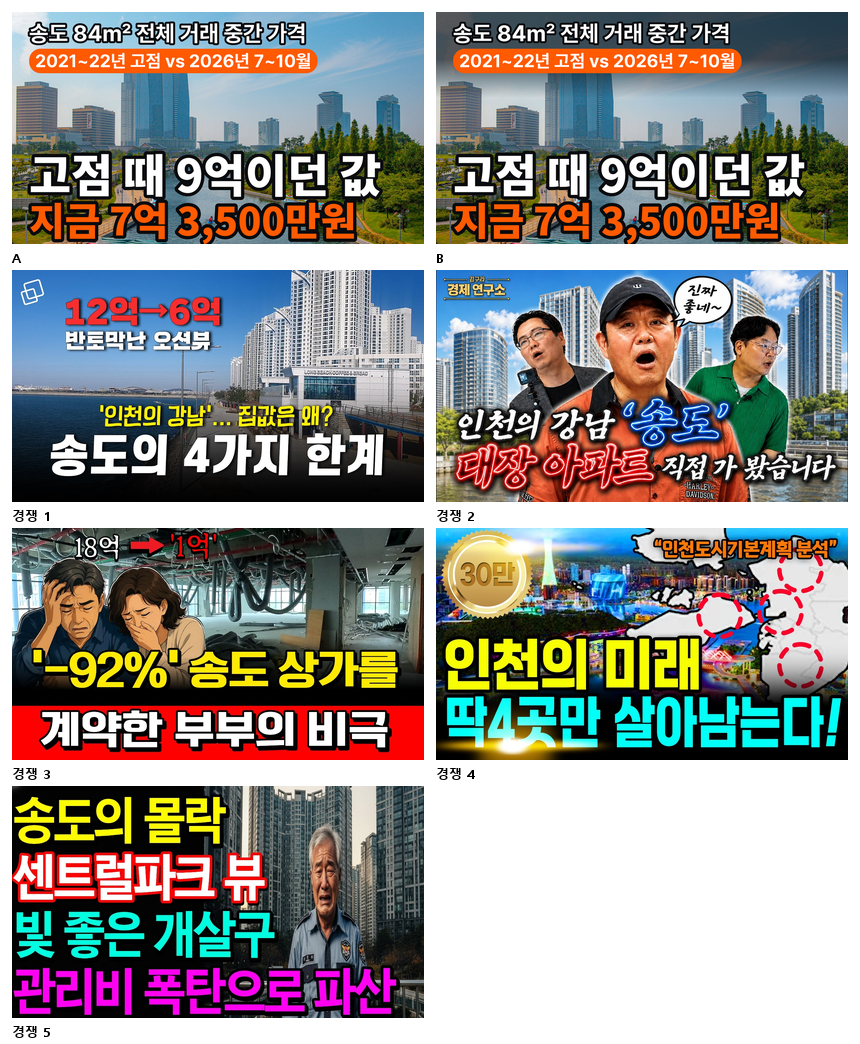 송도 84m² 전체 거래 중간 가격
2021~22년 고점 vs 2026년 7~10월
고점 때 9억이던 값
지금 7억 3,500만원
A
송도 84m² 전체 거래 중간 가격
2021~22년 고점 vs 2026년 7~10월
고점 때 9억이던 값
지금 7억 3,500만원
B
12억→6억
반토막난 오션뷰
'인천의 강남'... 집값은 왜?
송도의 4가지 한계
경쟁 1
경제 연구소
진짜
좋네~
인천의 강남 '송도'
대장 아파트 직접 가 봤습니다
HARLEY
DAVIDSON
경쟁 2
18억 → '1억'
'-92%' 송도 상가를
계약한 부부의 비극
경쟁 3
30만
"인천도시기본계획 분석"
인천의 미래
딱4곳만 살아남는다!
경쟁 4
송도의 몰락
센트럴파크 뷰
빛 좋은 개살구
관리비 폭탄으로 파산
경쟁 5